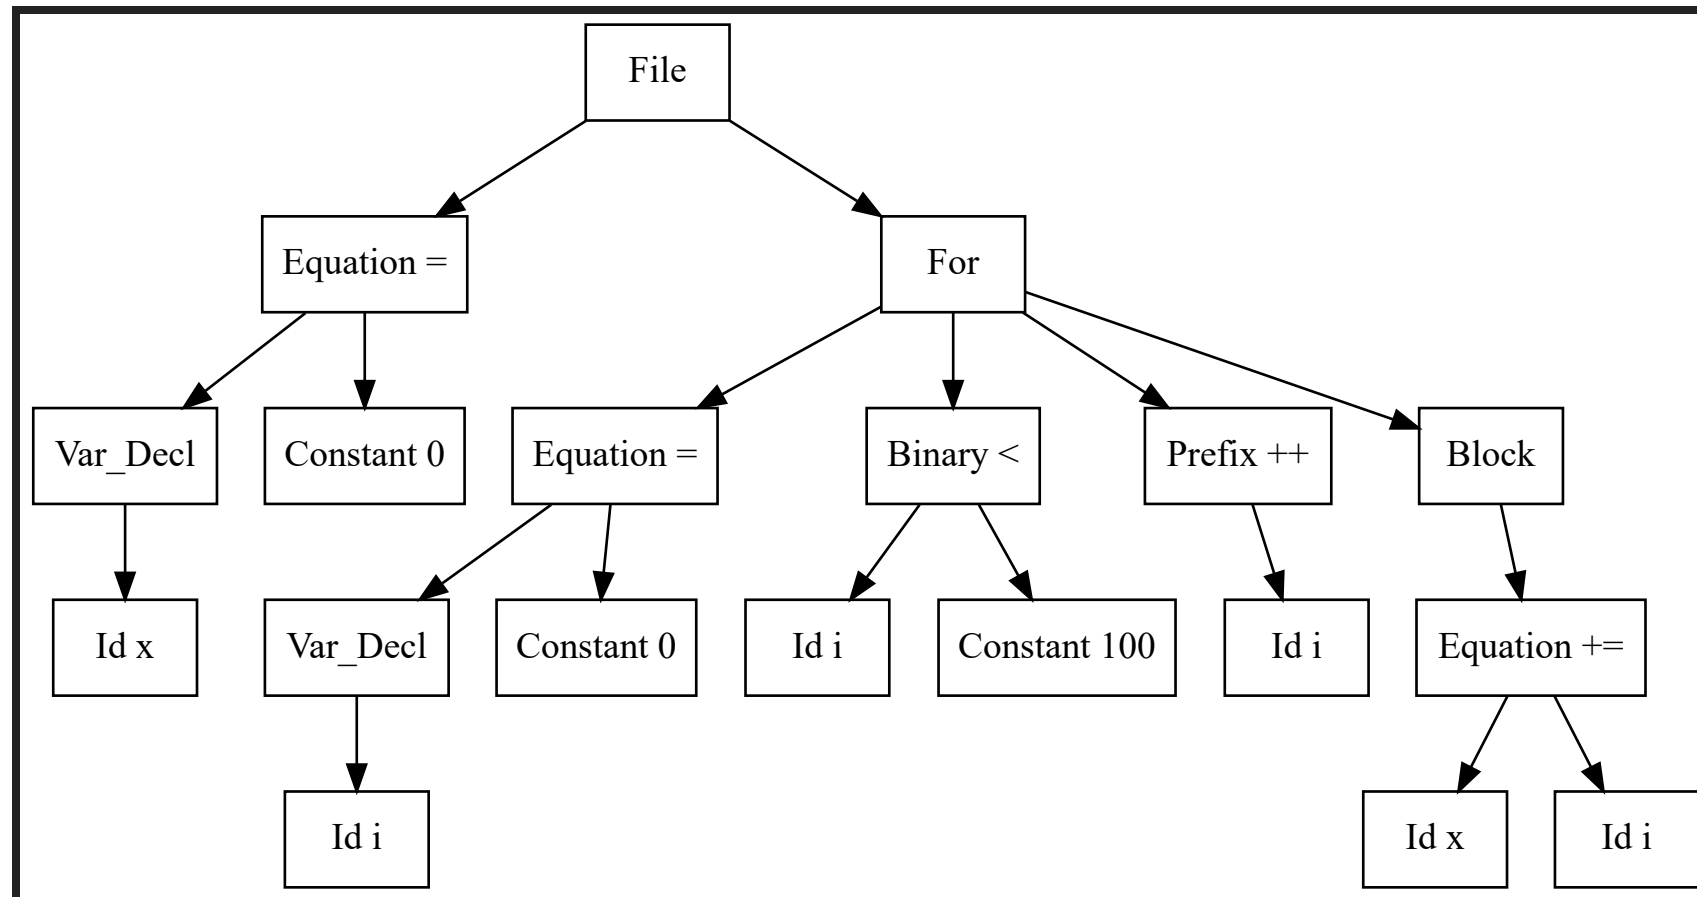 File
Equation =
For
Var_Decl
Constant 0
Equation =
Binary <
Prefix ++
Block
Id x
Var_Decl
Constant 0
Id i
Constant 100
Id i
Equation +=
Id i
Id x
Id i